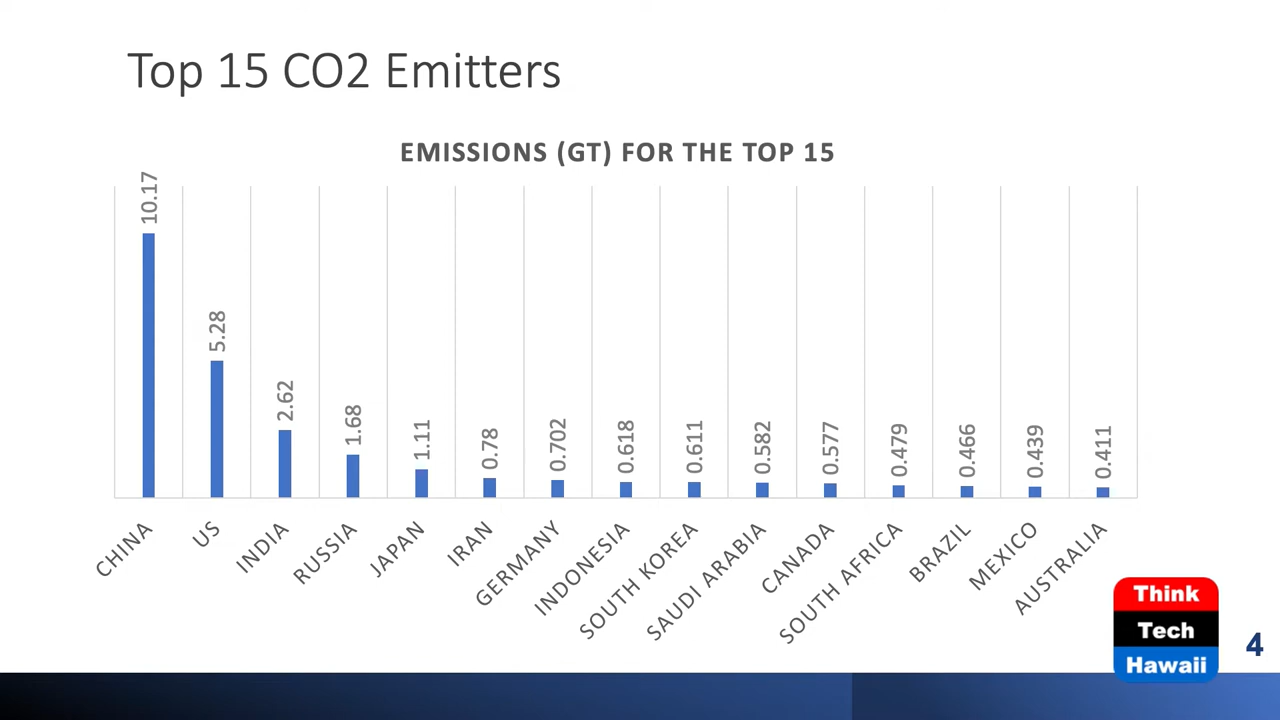 Top 15 CO2 Emitters
EMISSIONS (GT) FOR THE TOP 15
10.17
5.28
2.62
1.68
1.11
0.78
0.702
0.618
0.611
0.582
0.577
0.479
0.466
0.439
0.411
CHINA
US
INDIA
RUSSIA
JAPAN
IRAN
GERMANY
INDONESIA
SOUTH KOREA
SAUDI ARABIA
CANADA
SOUTH AFRICA
BRAZIL
MEXICO
AUSTRALIA
Think
Tech
Hawaii
4